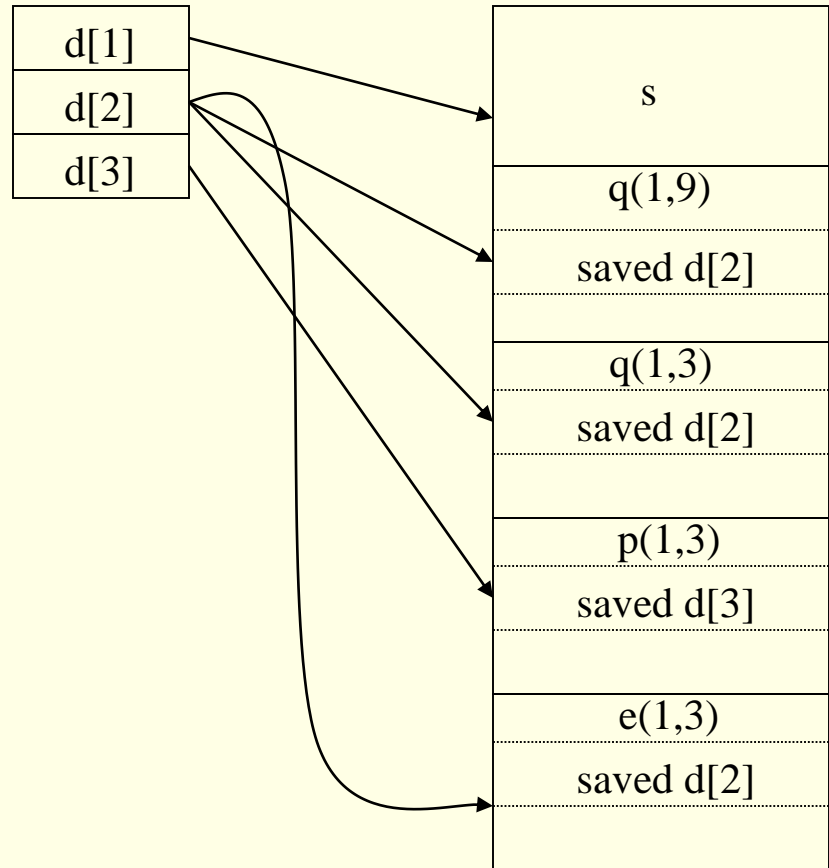 d[1]
d[2]
d[3]
s
q(1,9)
saved d[2]
q(1,3)
saved d[2]
p(1,3)
saved d[3]
e(1,3)
saved d[2]